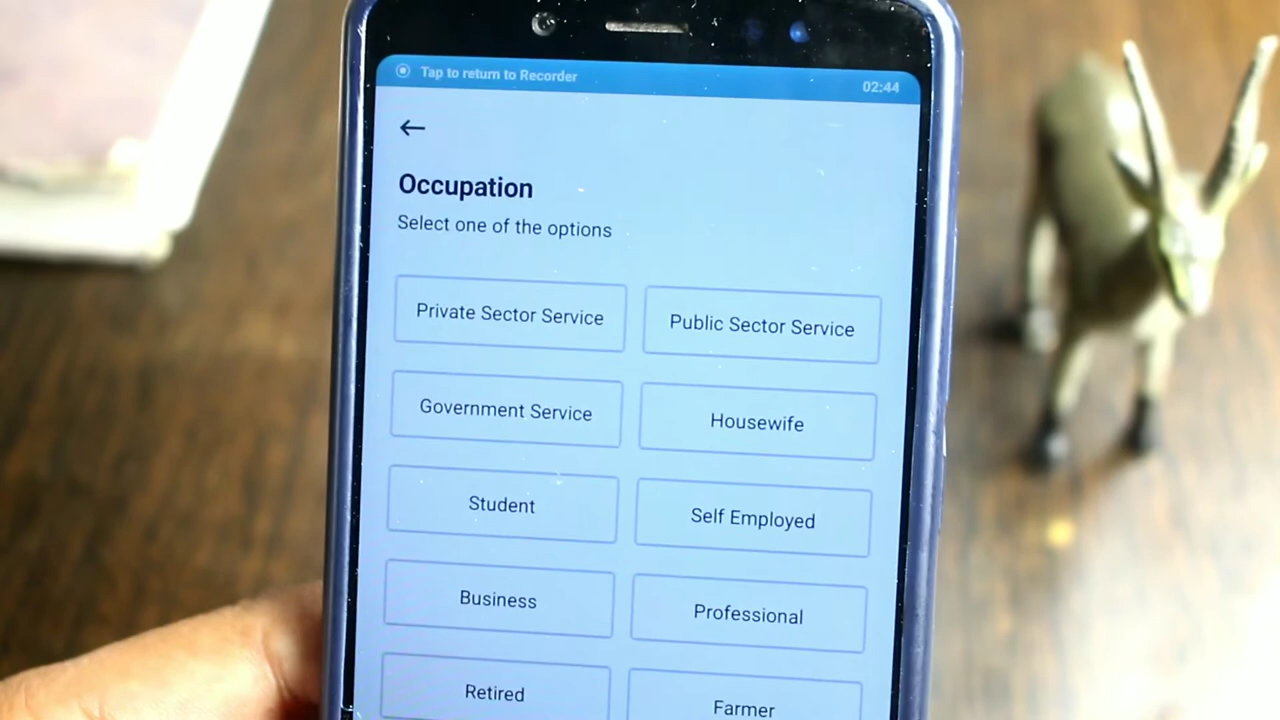 Tap to return to Recorder 02:44
Occupation
Select one of the options
Private Sector Service Public Sector Service
Government Service Housewife
Student Self Employed
Business Professional
Retired Farmer